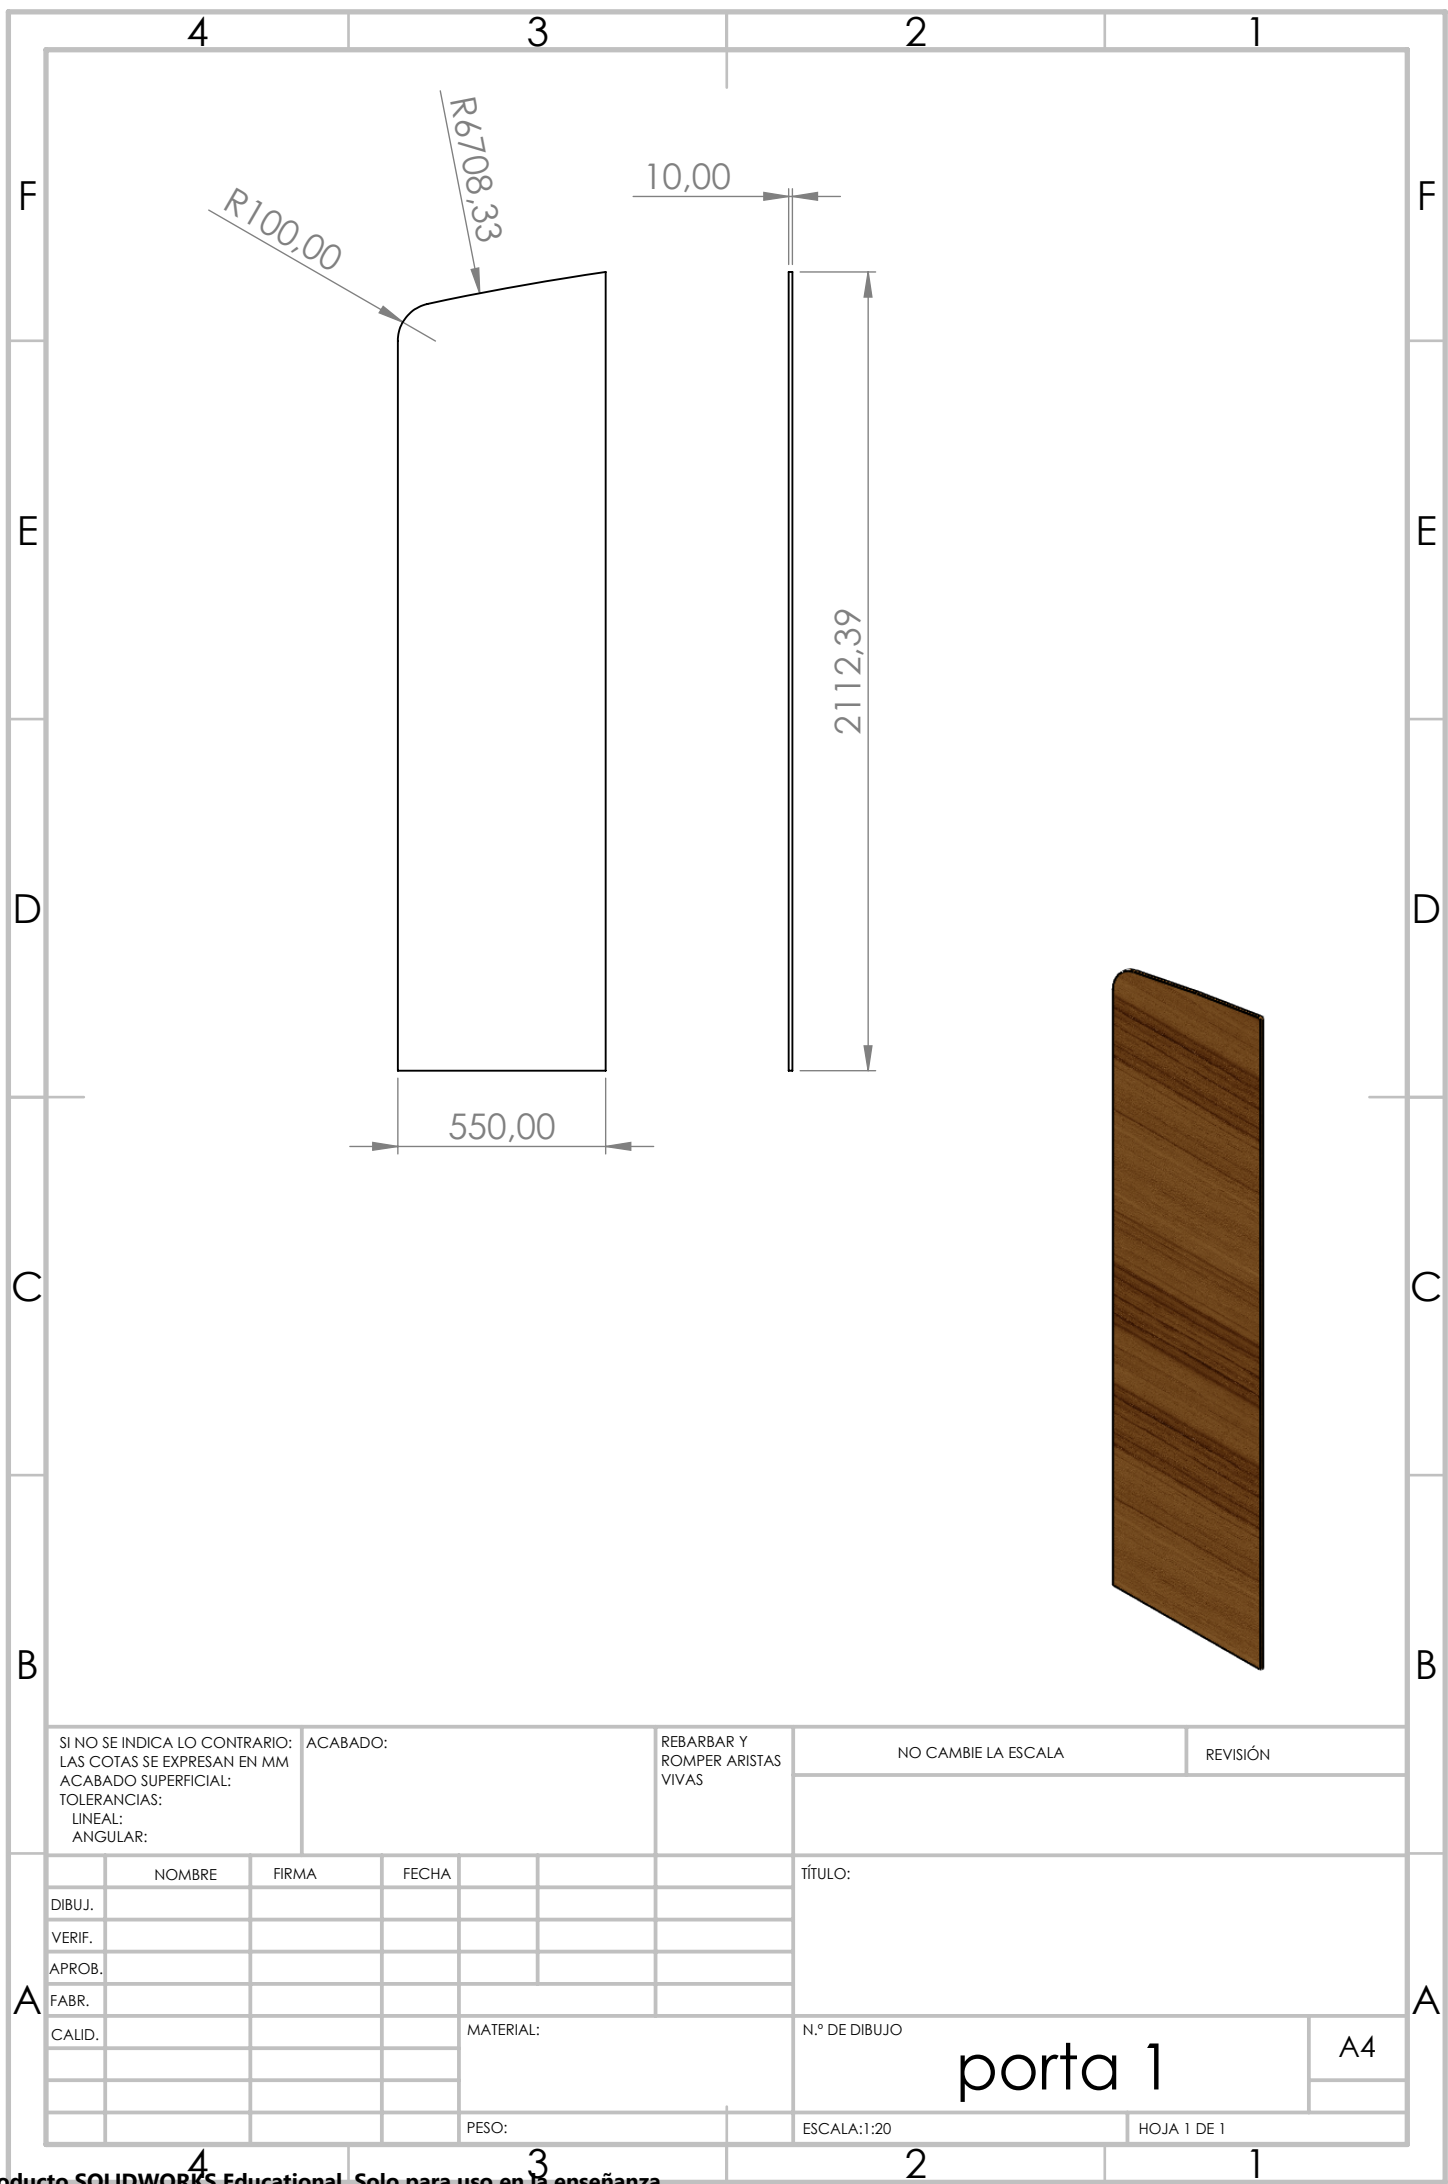 4 3 2 1
R6708,33
10,00
R100,00
F F
E E
2112,39
D D
550,00
C C
B B
SI NO SE INDICA LO CONTRARIO:
LAS COTAS SE EXPRESAN EN MM
ACABADO SUPERFICIAL:
TOLERANCIAS:
LINEAL:
ANGULAR:
ACABADO:
REBARBAR Y
ROMPER ARISTAS
VIVAS
NO CAMBIE LA ESCALA
REVISIÓN
NOMBRE FIRMA FECHA
TÍTULO:
DIBUJ.
VERIF.
APROB.
FABR.
A A
CALID.
MATERIAL:
N.º DE DIBUJO
porta 1
A4
PESO:
ESCALA:1:20
HOJA 1 DE 1
4 3 2 1
SOLIDWORKS Educational. Solo para uso en la enseñanza.